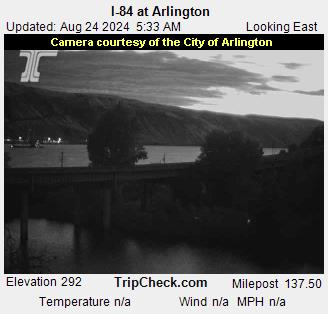 I-84 at Arlington
Updated: Aug 24 2024 5:33 AM Looking East
Camera courtesy of the City of Arlington
Elevation 292 TripCheck.com Milepost 137.50
Temperature n/a Wind n/a MPH n/a